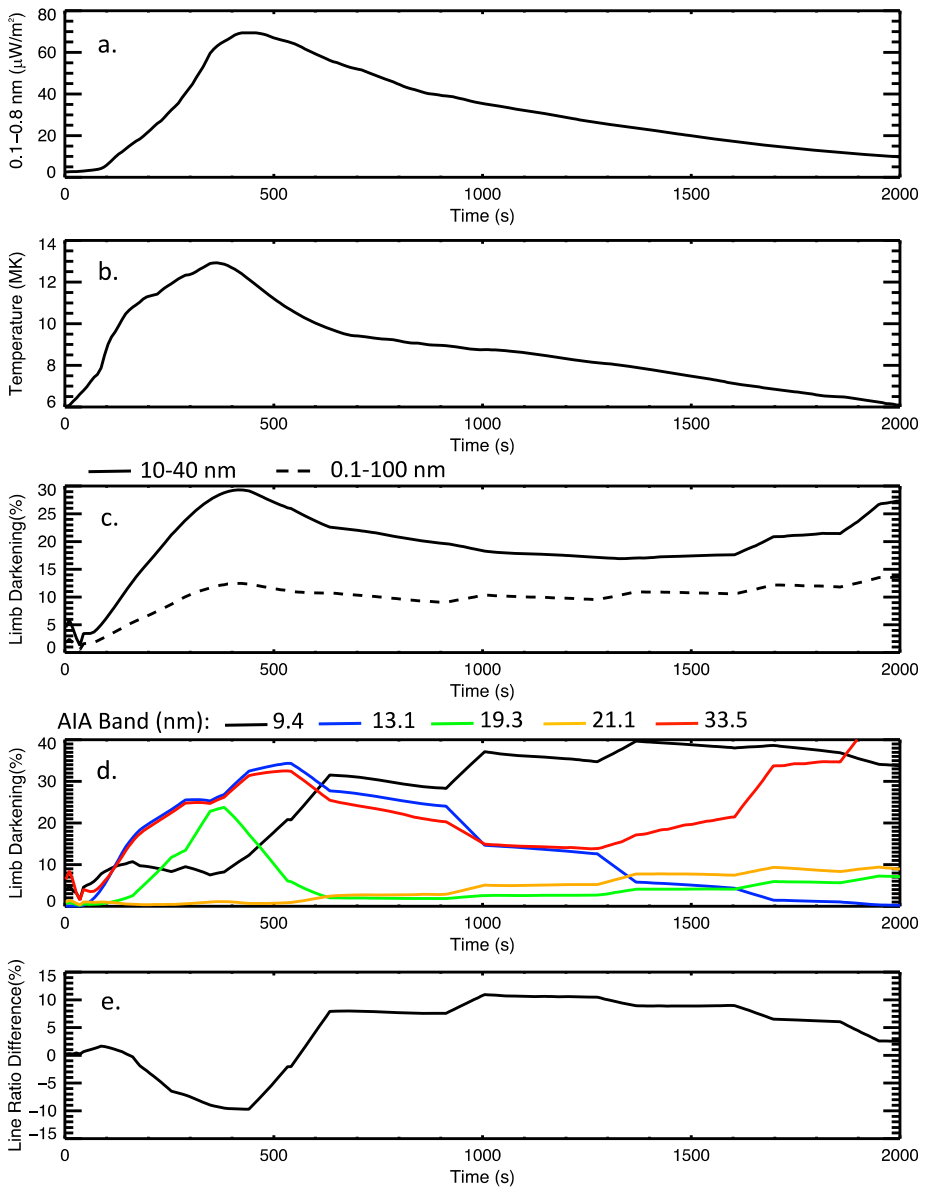 a.
0.1−0.8 nm (μW/m²)
80
60
40
20
0
0 500 1000 1500 2000
Time (s)
b.
Temperature (MK)
14
12
10
8
6
0 500 1000 1500 2000
Time (s)
10-40 nm 0.1-100 nm
c.
Limb Darkening(%)
30
25
20
15
10
5
0
0 500 1000 1500 2000
Time (s)
AIA Band (nm): 9.4 13.1 19.3 21.1 33.5
d.
Limb Darkening(%)
40
30
20
10
0
0 500 1000 1500 2000
Time (s)
e.
Line Ratio Difference(%)
15
10
5
0
−5
−10
−15
0 500 1000 1500 2000
Time (s)